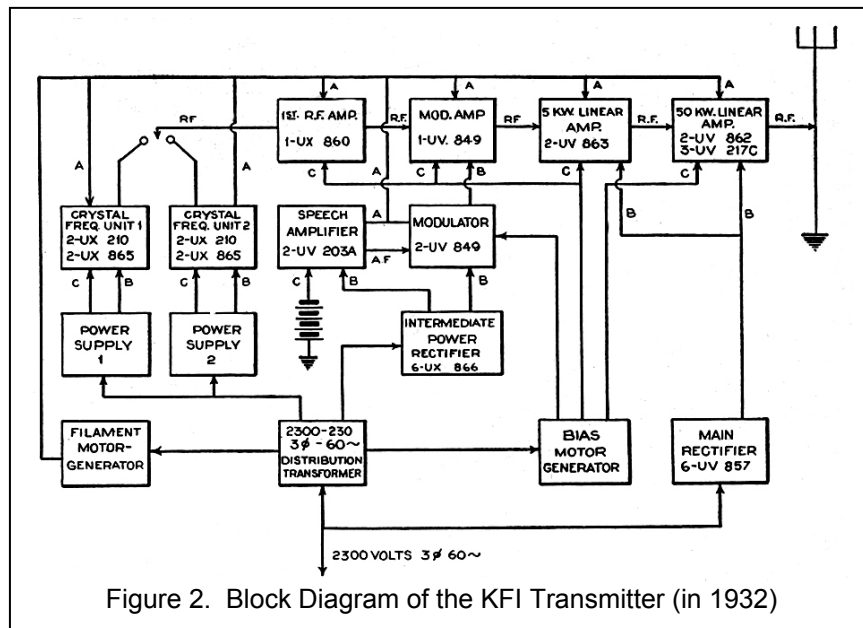 1ST. R.F. AMP.
1-UX 860
MOD. AMP
1-UV. 849
5 KW. LINEAR
AMP.
2-UV 863
50 KW. LINEAR
AMP.
2-UV 862
3-UV 217C
RF
R.F.
RF
R.F.
R.F.
A
A
A
A
A
A
A
C
C
C
C
B
B
B
CRYSTAL
FREQ. UNIT 1
2-UX 210
2-UX 865
CRYSTAL
FREQ. UNIT 2
2-UX 210
2-UX 865
SPEECH
AMPLIFIER
2-UV 203A
A
A.F
MODULATOR
2-UV 849
C
B
C
B
C
B
B
POWER
SUPPLY
1
POWER
SUPPLY
2
INTERMEDIATE
POWER
RECTIFIER
6-UX 866
FILAMENT
MOTOR-
GENERATOR
2300-230
3ø-60~
DISTRIBUTION
TRANSFORMER
BIAS
MOTOR
GENERATOR
MAIN
RECTIFIER
6-UV 857
2300 VOLTS 3ø 60~
Figure 2. Block Diagram of the KFI Transmitter (in 1932)